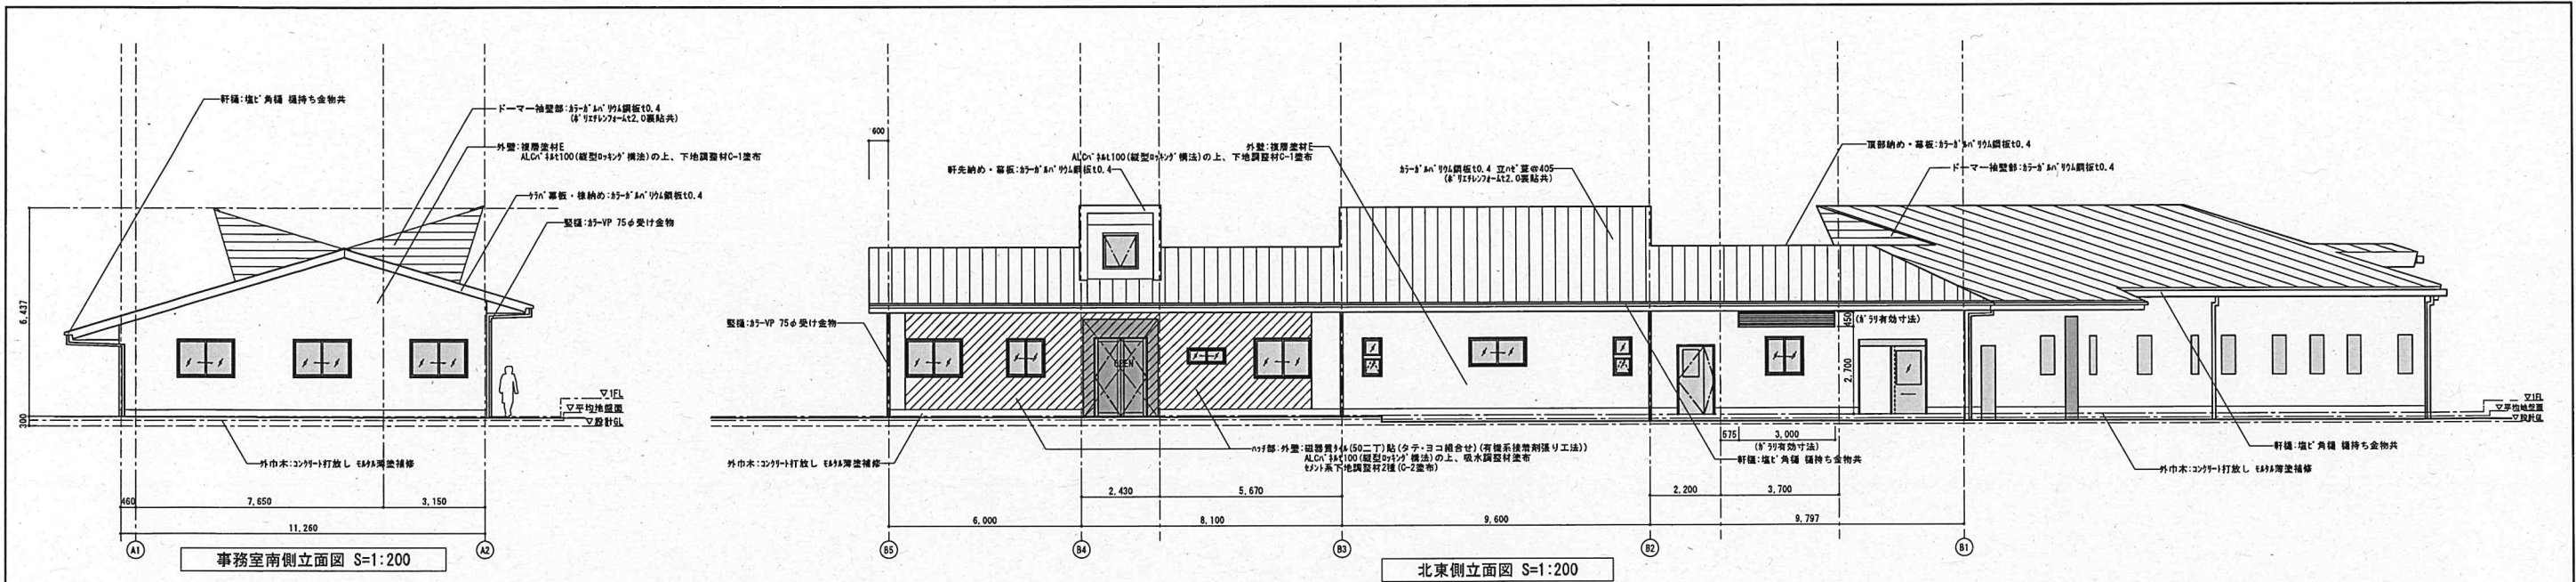 軒樋:塩ビ角樋 樋持ち金物共
ドーマー袖壁部:カラーガルバリウム鋼板t0.4
(ポリエチレンフォームt2.0裏貼共)
外壁:複層塗材E
ALCパネルt100(縦型ロッキング構法)の上、下地調整材C-1塗布
ケラバ幕板・棟納め:カラーガルバリウム鋼板t0.4
竪樋:カラーVP 75φ受け金物
6,437
300
▽1FL
▽平均地盤面
▽設計GL
外巾木:コンクリート打放し モルタル薄塗補修
460
7,650
3,150
11,260
A1
A2
事務室南側立面図 S=1:200
600
外壁:複層塗材E
ALCパネルt100(縦型ロッキング構法)の上、下地調整材C-1塗布
軒先納め・幕板:カラーガルバリウム鋼板t0.4
カラーガルバリウム鋼板t0.4 立ハゼ葺@405
(ポリエチレンフォームt2.0裏貼共)
頂部納め・幕板:カラーガルバリウム鋼板t0.4
ドーマー袖壁部:カラーガルバリウム鋼板t0.4
竪樋:カラーVP 75φ受け金物
OPEN
450
(ガラリ有効寸法)
2,700
▽1FL
▽平均地盤面
▽設計GL
575
3,000
(ガラリ有効寸法)
外巾木:コンクリート打放し モルタル薄塗補修
ハッチ部:外壁:磁器質タイル(50二丁)貼(タテ・ヨコ組合せ)(有機系接着剤張り工法))
ALCパネルt100(縦型ロッキング構法)の上、吸水調整材塗布
セメント系下地調整材2種(C-2塗布)
軒樋:塩ビ角樋 樋持ち金物共
軒樋:塩ビ角樋 樋持ち金物共
外巾木:コンクリート打放し モルタル薄塗補修
2,430
5,670
2,200
3,700
6,000
8,100
9,600
9,797
B5
B4
B3
B2
B1
北東側立面図 S=1:200